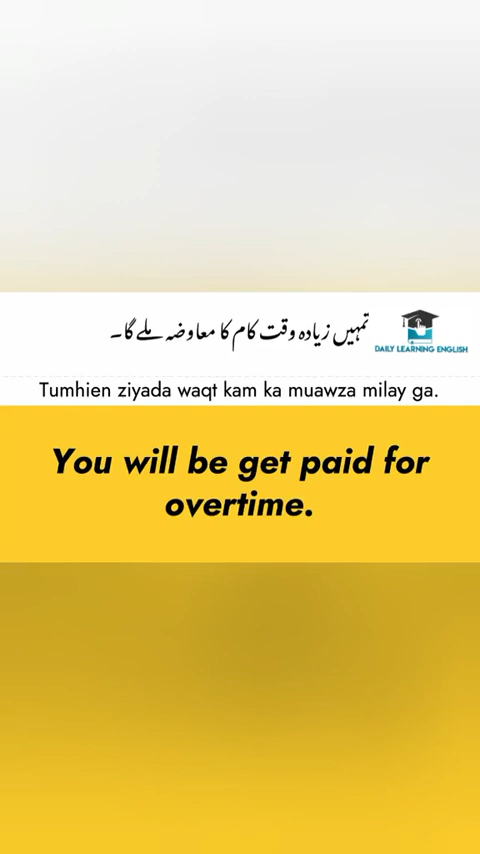 تمہیں زیادہ وقت کام کا معاوضہ ملے گا۔
DAILY LEARNING ENGLISH
Tumhien ziyada waqt kam ka muawza milay ga.
You will be get paid for
overtime.